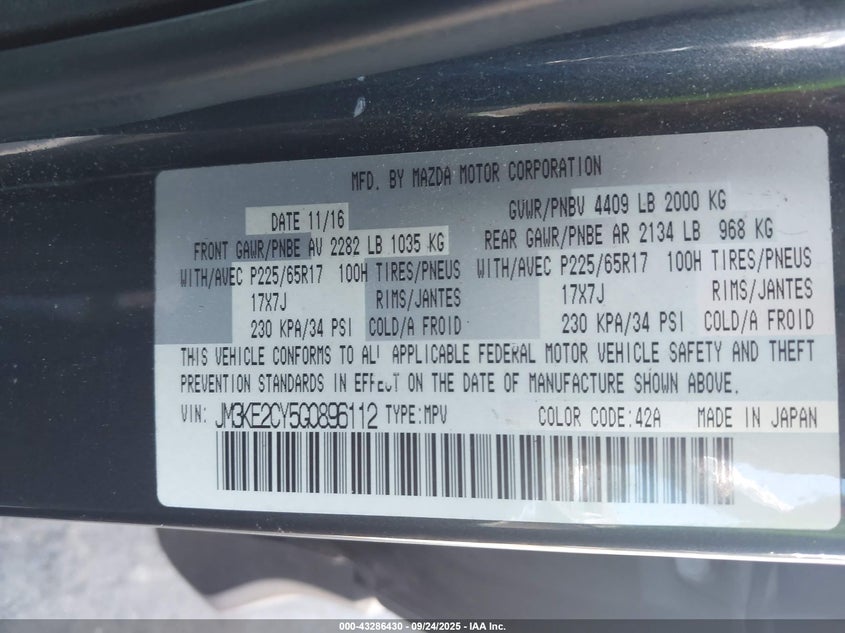 MFD. BY MAZDA MOTOR CORPORATION
DATE 11/16
GVWR/PNBV 4409 LB 2000 KG
FRONT GAWR/PNBE AV 2282 LB 1035 KG
REAR GAWR/PNBE AR 2134 LB 968 KG
WITH/AVEC P225/65R17 100H TIRES/PNEUS
WITH/AVEC P225/65R17 100H TIRES/PNEUS
17X7J RIMS/JANTES
17X7J RIMS/JANTES
230 KPA/34 PSI COLD/A FROID
230 KPA/34 PSI COLD/A FROID
THIS VEHICLE CONFORMS TO ALL APPLICABLE FEDERAL MOTOR VEHICLE SAFETY AND THEFT
PREVENTION STANDARDS IN EFFECT ON THE DATE OF MANUFACTURE SHOWN ABOVE.
VIN: JM3KE2CY5G0896112 TYPE:MPV COLOR CODE:42A MADE IN JAPAN
000-43286430 - 09/24/2025 - IAA Inc.